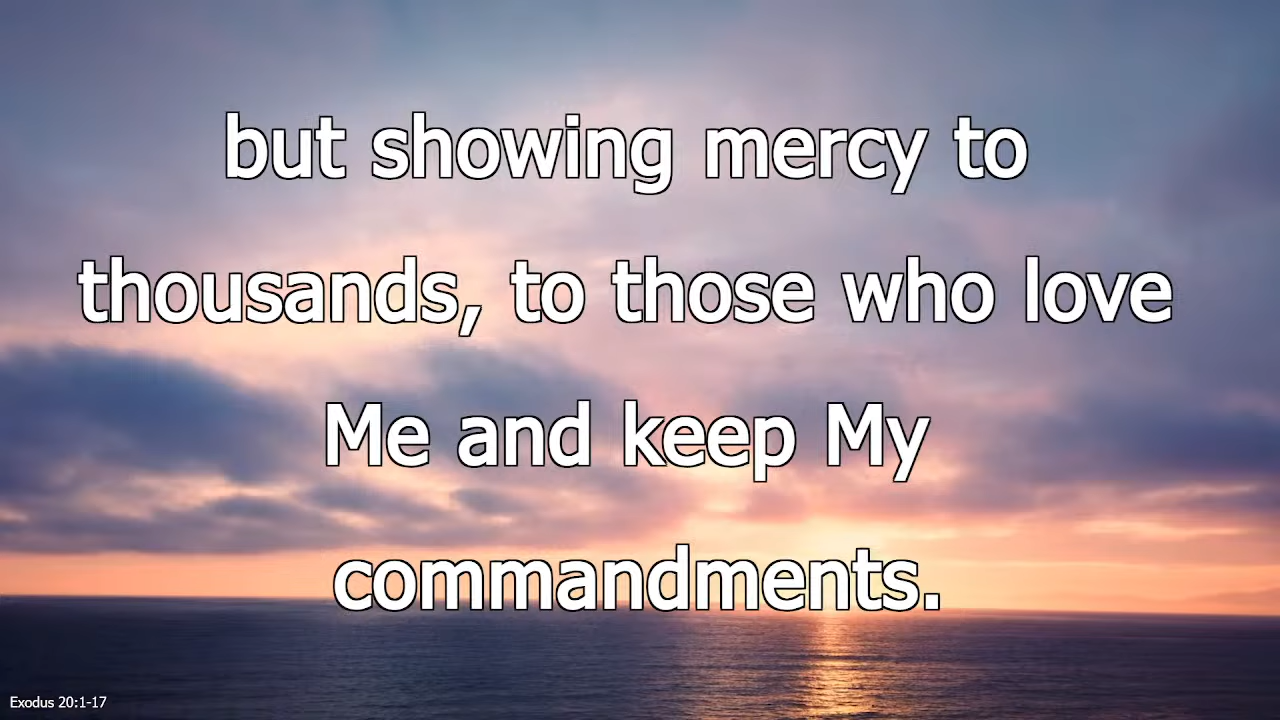 but showing mercy to
thousands, to those who love
Me and keep My
commandments.
Exodus 20:1-17